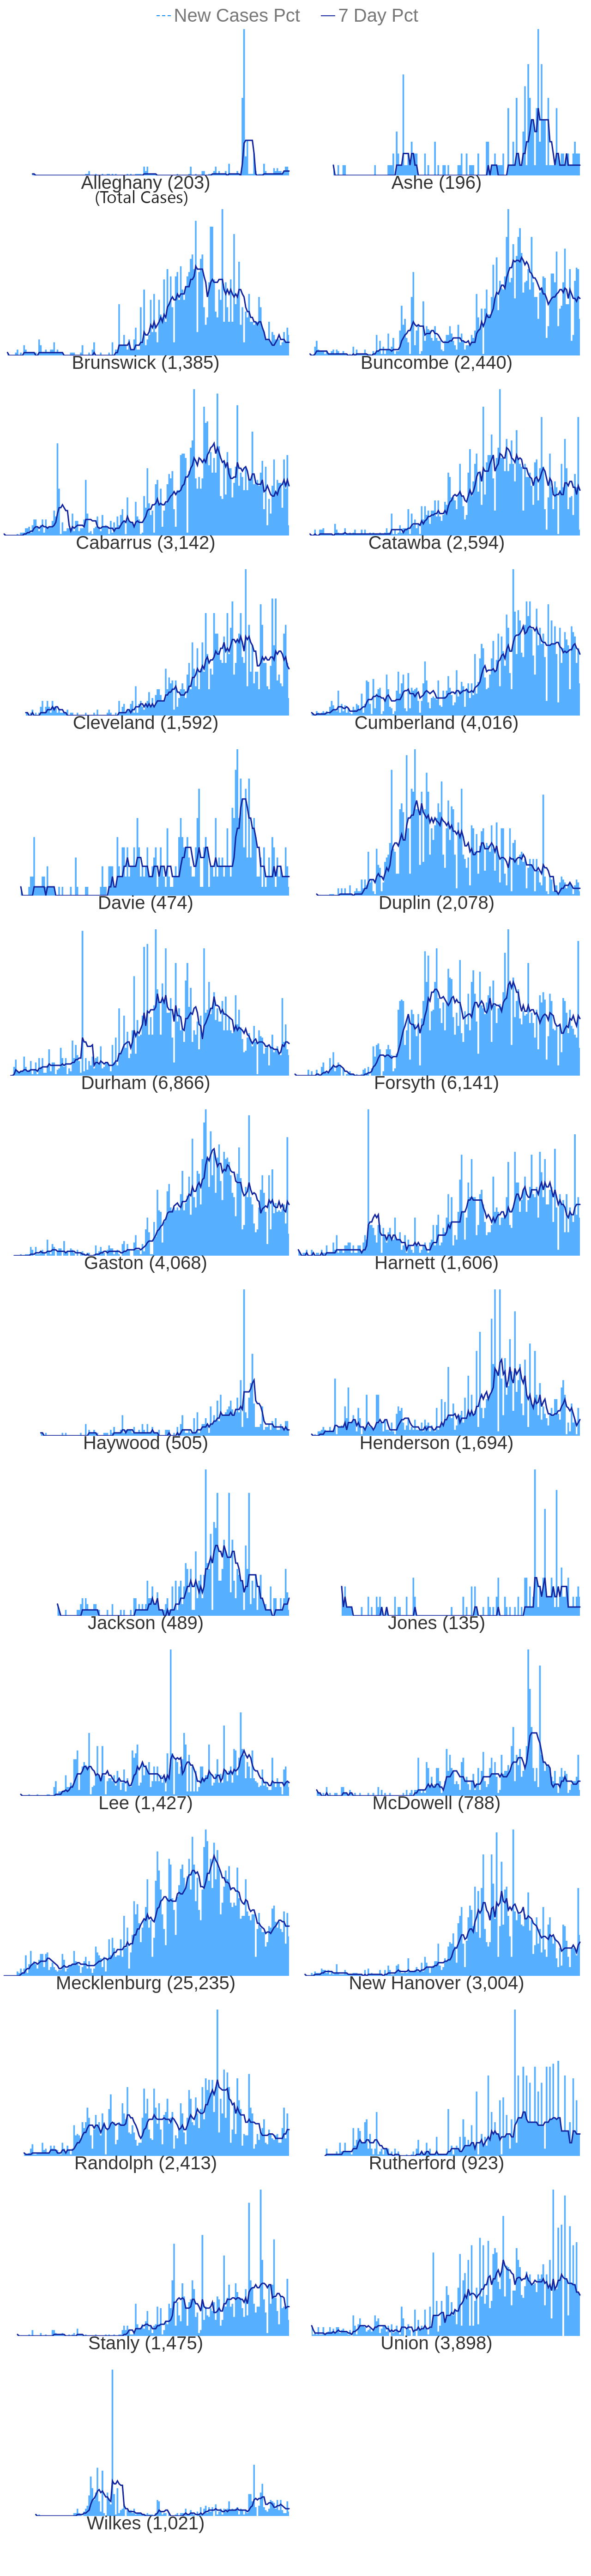 New Cases Pct 7 Day Pct
Alleghany (203) Ashe (196)
(Total Cases)
Brunswick (1,385) Buncombe (2,440)
Cabarrus (3,142) Catawba (2,594)
Cleveland (1,592) Cumberland (4,016)
Davie (474) Duplin (2,078)
Durham (6,866) Forsyth (6,141)
Gaston (4,068) Harnett (1,606)
Haywood (505) Henderson (1,694)
Jackson (489) Jones (135)
Lee (1,427) McDowell (788)
Mecklenburg (25,235) New Hanover (3,004)
Randolph (2,413) Rutherford (923)
Stanly (1,475) Union (3,898)
Wilkes (1,021)